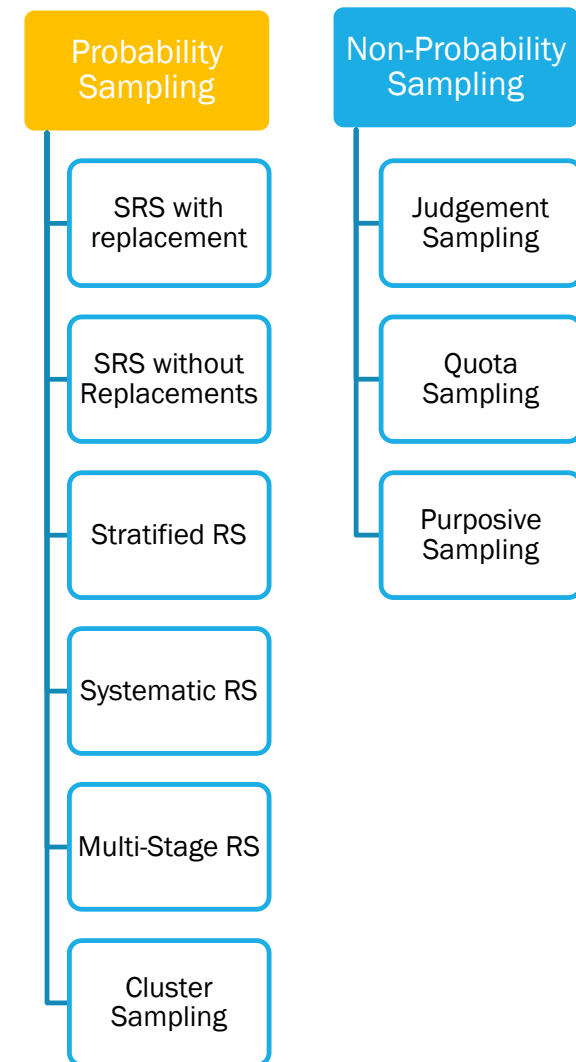 Probability
Sampling
SRS with
replacement
SRS without
Replacements
Stratified RS
Systematic RS
Multi-Stage RS
Cluster
Sampling
Non-Probability
Sampling
Judgement
Sampling
Quota
Sampling
Purposive
Sampling